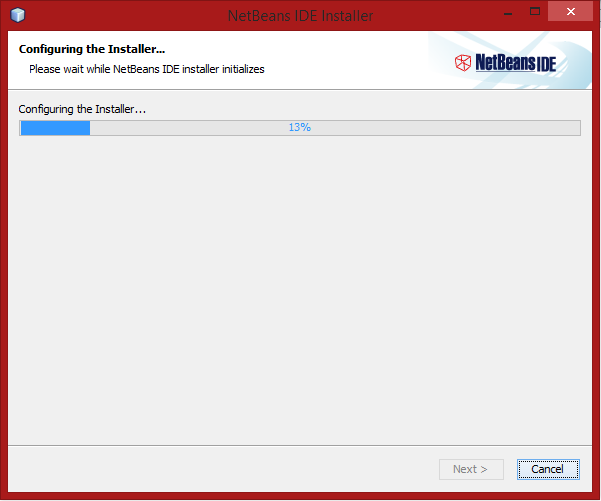 NetBeans IDE Installer
Configuring the Installer...
Please wait while NetBeans IDE installer initializes
NetBeans IDE
Configuring the Installer...
13%
Next >
Cancel